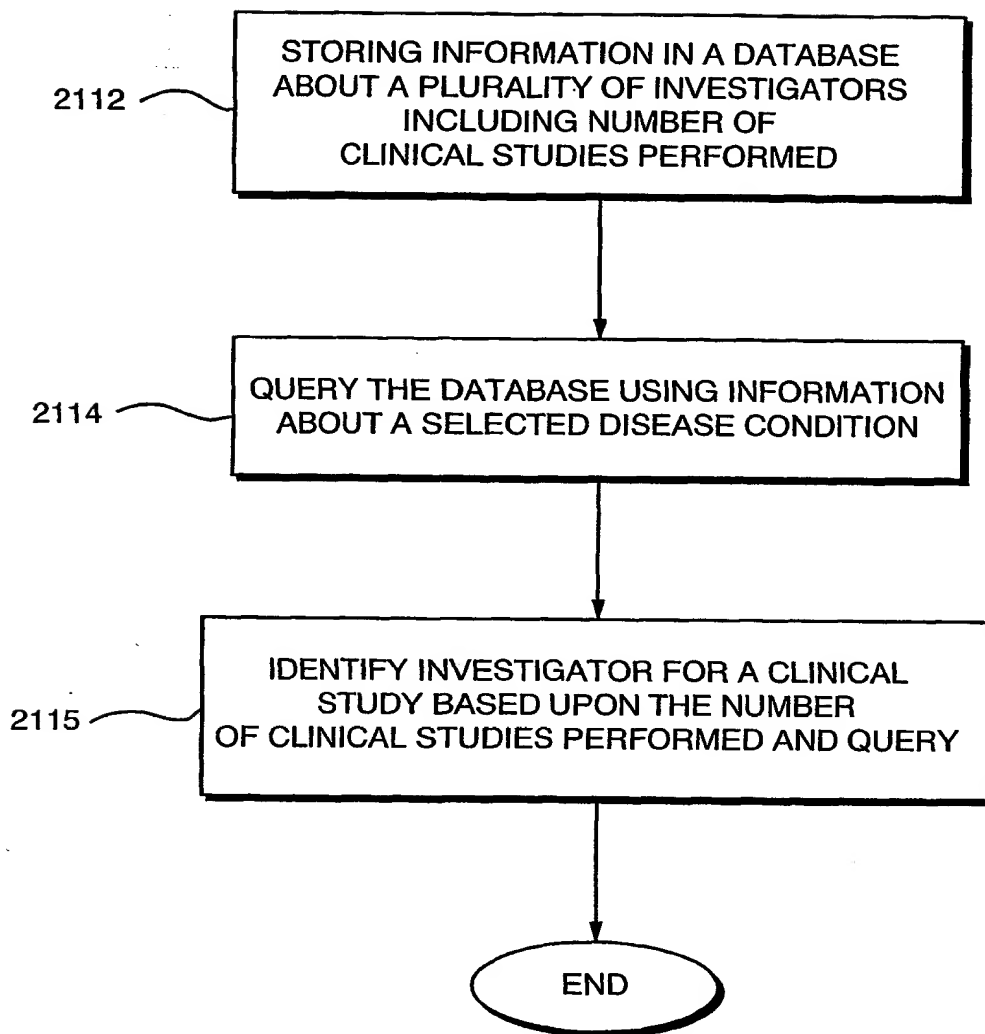 STORING INFORMATION IN A DATABASE
ABOUT A PLURALITY OF INVESTIGATORS
INCLUDING NUMBER OF
CLINICAL STUDIES PERFORMED
2112
QUERY THE DATABASE USING INFORMATION
ABOUT A SELECTED DISEASE CONDITION
2114
IDENTIFY INVESTIGATOR FOR A CLINICAL
STUDY BASED UPON THE NUMBER
OF CLINICAL STUDIES PERFORMED AND QUERY
2115
END